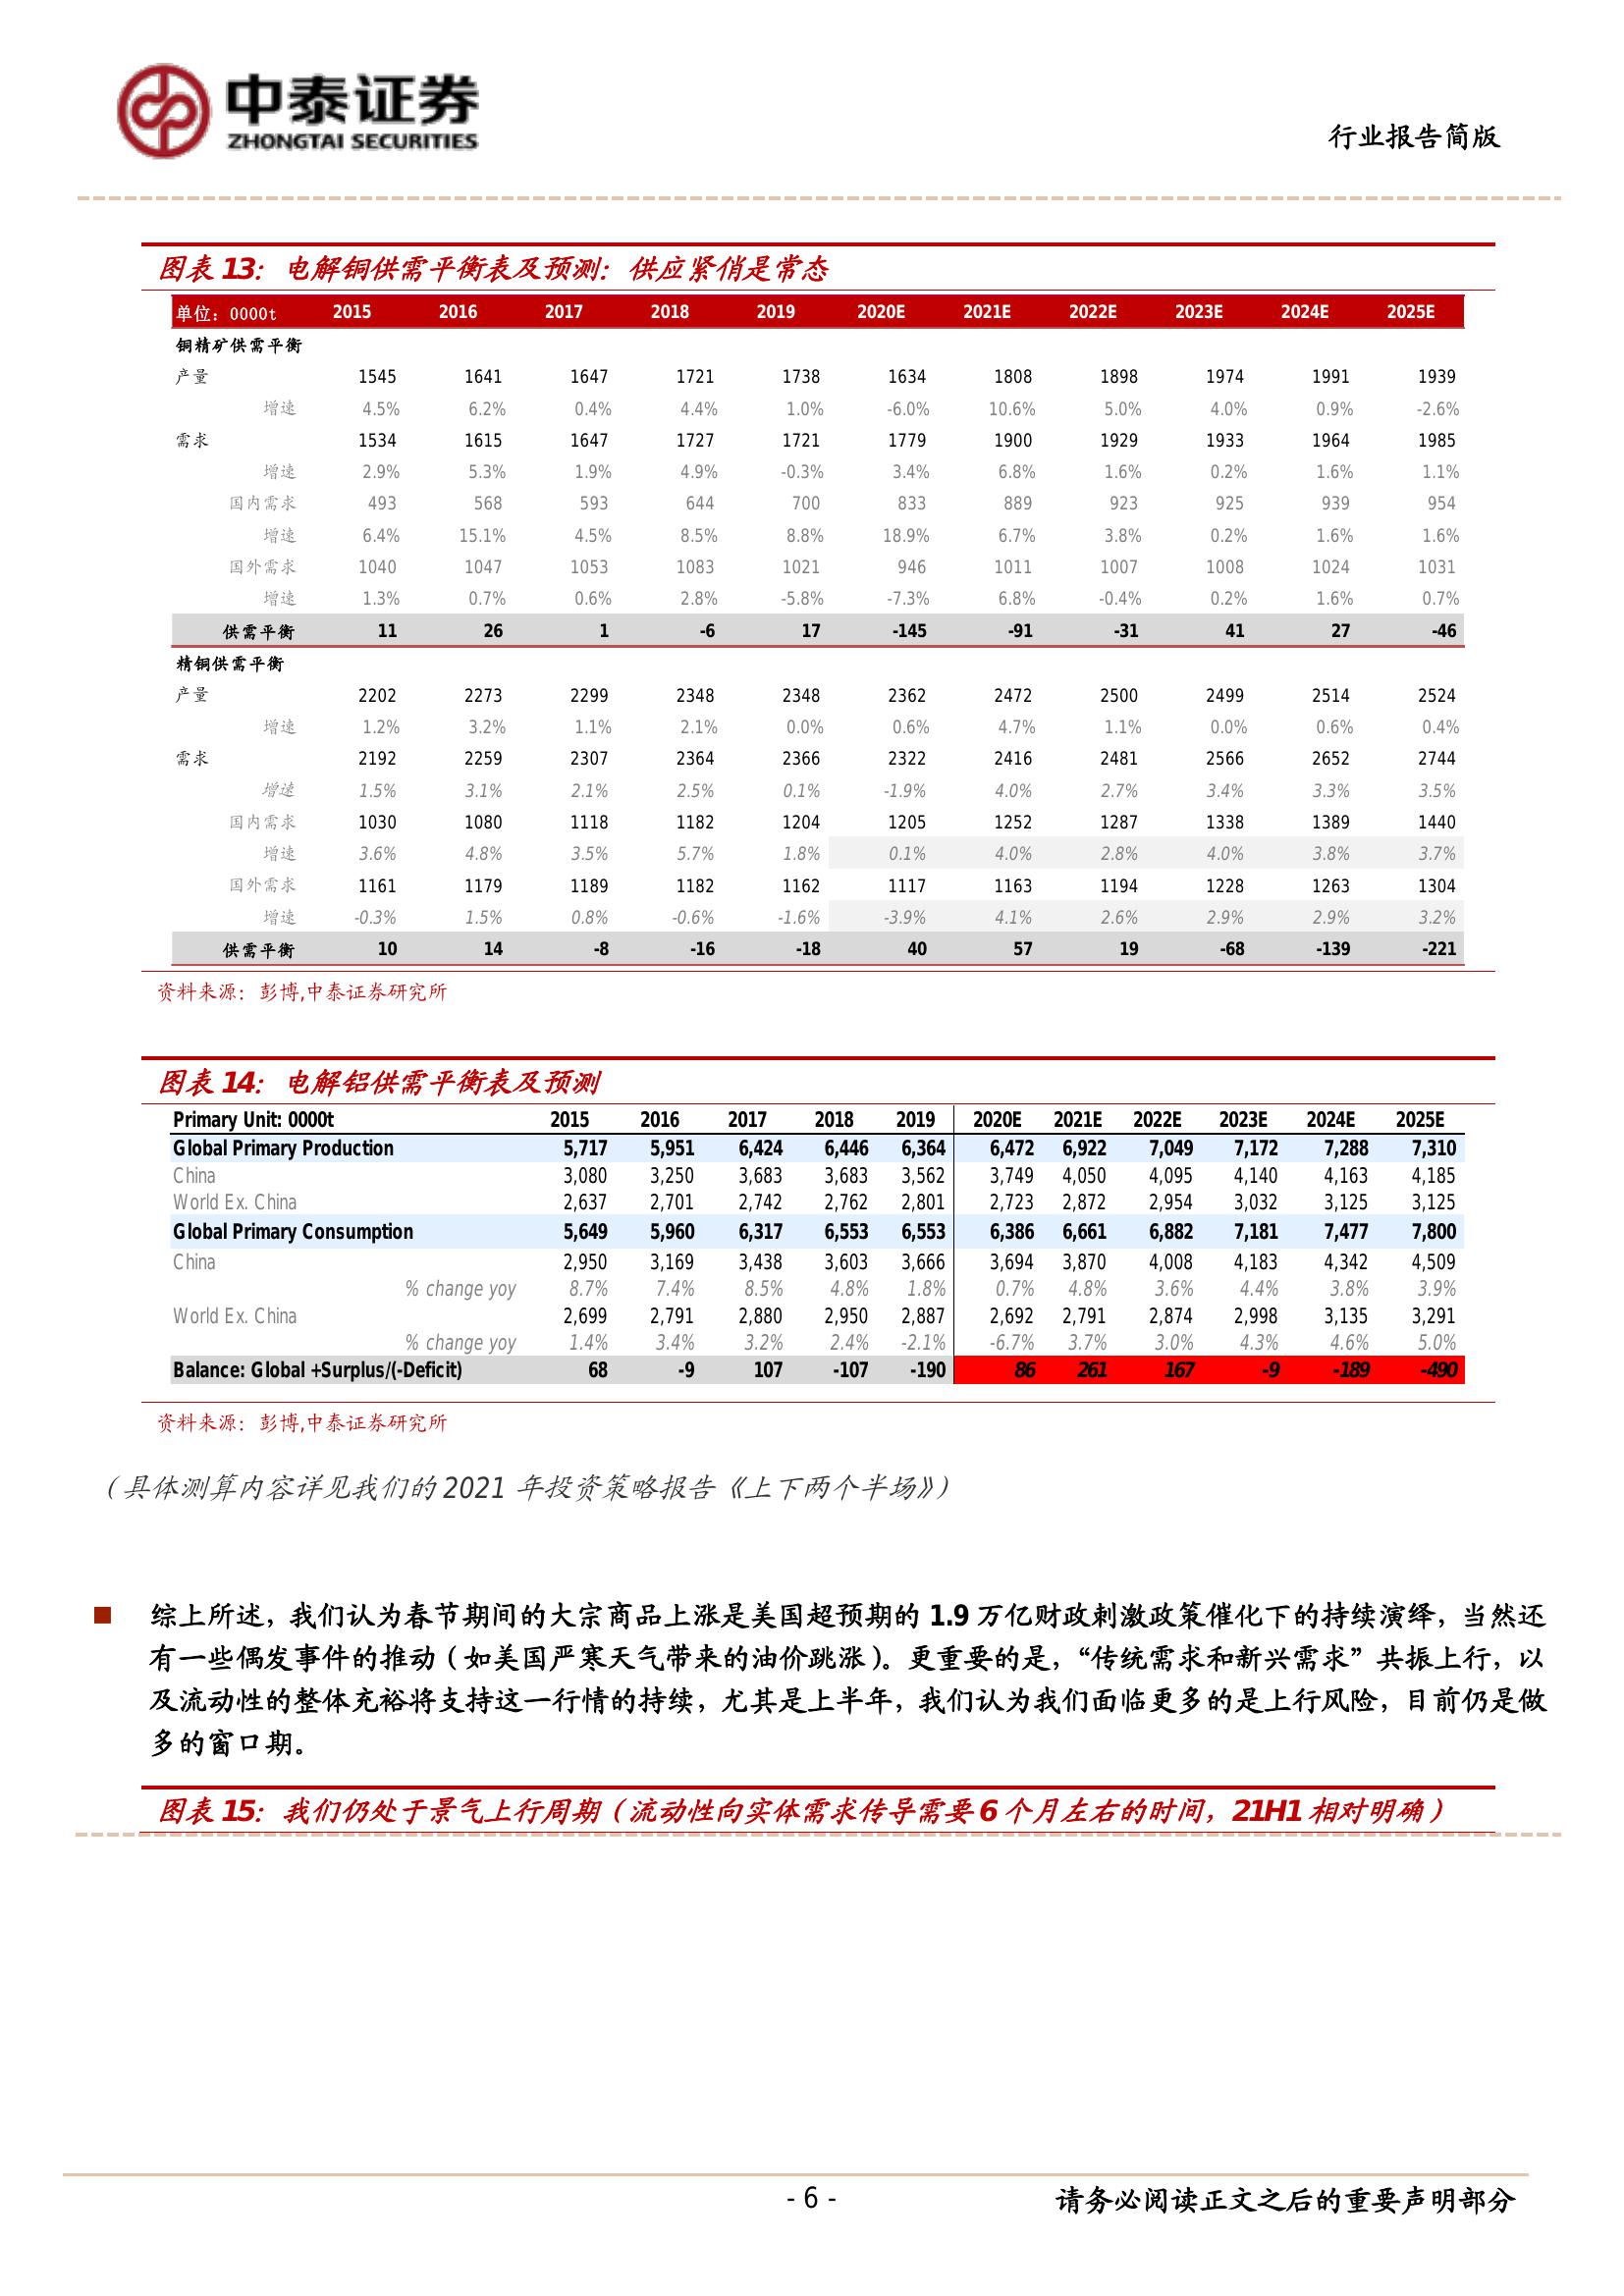 中泰证券
ZHONGTAI SECURITIES
行业报告简版
图表 13：电解铜供需平衡表及预测：供应紧俏是常态
单位：0000t 2015 2016 2017 2018 2019 2020E 2021E 2022E 2023E 2024E 2025E
铜精矿供需平衡
产量 1545 1641 1647 1721 1738 1634 1808 1898 1974 1991 1939
增速 4.5% 6.2% 0.4% 4.4% 1.0% -6.0% 10.6% 5.0% 4.0% 0.9% -2.6%
需求 1534 1615 1647 1727 1721 1779 1900 1929 1933 1964 1985
增速 2.9% 5.3% 1.9% 4.9% -0.3% 3.4% 6.8% 1.6% 0.2% 1.6% 1.1%
国内需求 493 568 593 644 700 833 889 923 925 939 954
增速 6.4% 15.1% 4.5% 8.5% 8.8% 18.9% 6.7% 3.8% 0.2% 1.6% 1.6%
国外需求 1040 1047 1053 1083 1021 946 1011 1007 1008 1024 1031
增速 1.3% 0.7% 0.6% 2.8% -5.8% -7.3% 6.8% -0.4% 0.2% 1.6% 0.7%
供需平衡 11 26 1 -6 17 -145 -91 -31 41 27 -46
精铜供需平衡
产量 2202 2273 2299 2348 2348 2362 2472 2500 2499 2514 2524
增速 1.2% 3.2% 1.1% 2.1% 0.0% 0.6% 4.7% 1.1% 0.0% 0.6% 0.4%
需求 2192 2259 2307 2364 2366 2322 2416 2481 2566 2652 2744
增速 1.5% 3.1% 2.1% 2.5% 0.1% -1.9% 4.0% 2.7% 3.4% 3.3% 3.5%
国内需求 1030 1080 1118 1182 1204 1205 1252 1287 1338 1389 1440
增速 3.6% 4.8% 3.5% 5.7% 1.8% 0.1% 4.0% 2.8% 4.0% 3.8% 3.7%
国外需求 1161 1179 1189 1182 1162 1117 1163 1194 1228 1263 1304
增速 -0.3% 1.5% 0.8% -0.6% -1.6% -3.9% 4.1% 2.6% 2.9% 2.9% 3.2%
供需平衡 10 14 -8 -16 -18 40 57 19 -68 -139 -221
资料来源：彭博,中泰证券研究所
图表 14：电解铝供需平衡表及预测
Primary Unit: 0000t 2015 2016 2017 2018 2019 2020E 2021E 2022E 2023E 2024E 2025E
Global Primary Production 5,717 5,951 6,424 6,446 6,364 6,472 6,922 7,049 7,172 7,288 7,310
China 3,080 3,250 3,683 3,683 3,562 3,749 4,050 4,095 4,140 4,163 4,185
World Ex. China 2,637 2,701 2,742 2,762 2,801 2,723 2,872 2,954 3,032 3,125 3,125
Global Primary Consumption 5,649 5,960 6,317 6,553 6,553 6,386 6,661 6,882 7,181 7,477 7,800
China 2,950 3,169 3,438 3,603 3,666 3,694 3,870 4,008 4,183 4,342 4,509
% change yoy 8.7% 7.4% 8.5% 4.8% 1.8% 0.7% 4.8% 3.6% 4.4% 3.8% 3.9%
World Ex. China 2,699 2,791 2,880 2,950 2,887 2,692 2,791 2,874 2,998 3,135 3,291
% change yoy 1.4% 3.4% 3.2% 2.4% -2.1% -6.7% 3.7% 3.0% 4.3% 4.6% 5.0%
Balance: Global +Surplus/(-Deficit) 68 -9 107 -107 -190 86 261 167 -9 -189 -490
资料来源：彭博,中泰证券研究所
（具体测算内容详见我们的 2021 年投资策略报告《上下两个半场》）
■ 综上所述，我们认为春节期间的大宗商品上涨是美国超预期的 1.9 万亿财政刺激政策催化下的持续演绎，当然还
有一些偶发事件的推动（如美国严寒天气带来的油价跳涨）。更重要的是，“传统需求和新兴需求”共振上行，以
及流动性的整体充裕将支持这一行情的持续，尤其是上半年，我们认为我们面临更多的是上行风险，目前仍是做
多的窗口期。
图表 15：我们仍处于景气上行周期（流动性向实体需求传导需要 6 个月左右的时间，21H1 相对明确）
- 6 -
请务必阅读正文之后的重要声明部分